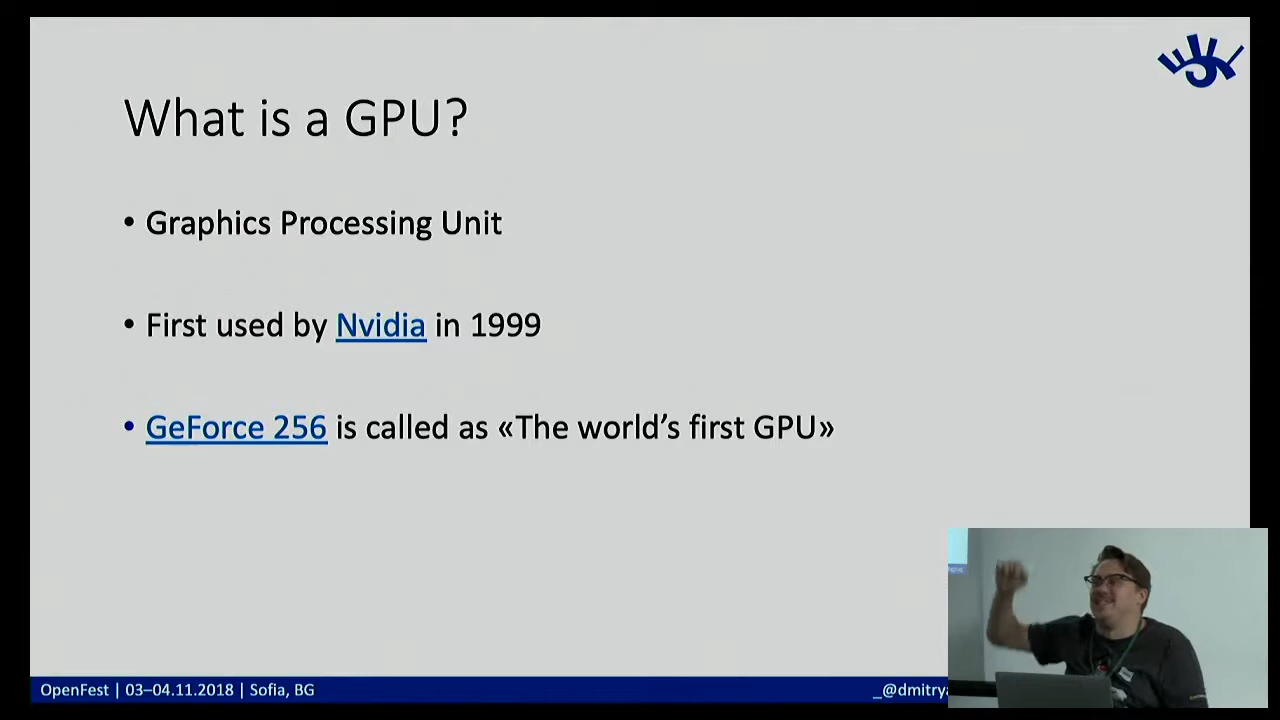 What is a GPU?
• Graphics Processing Unit
• First used by Nvidia in 1999
• GeForce 256 is called as «The world’s first GPU»
OpenFest | 03–04.11.2018 | Sofia, BG
_@dmitrya